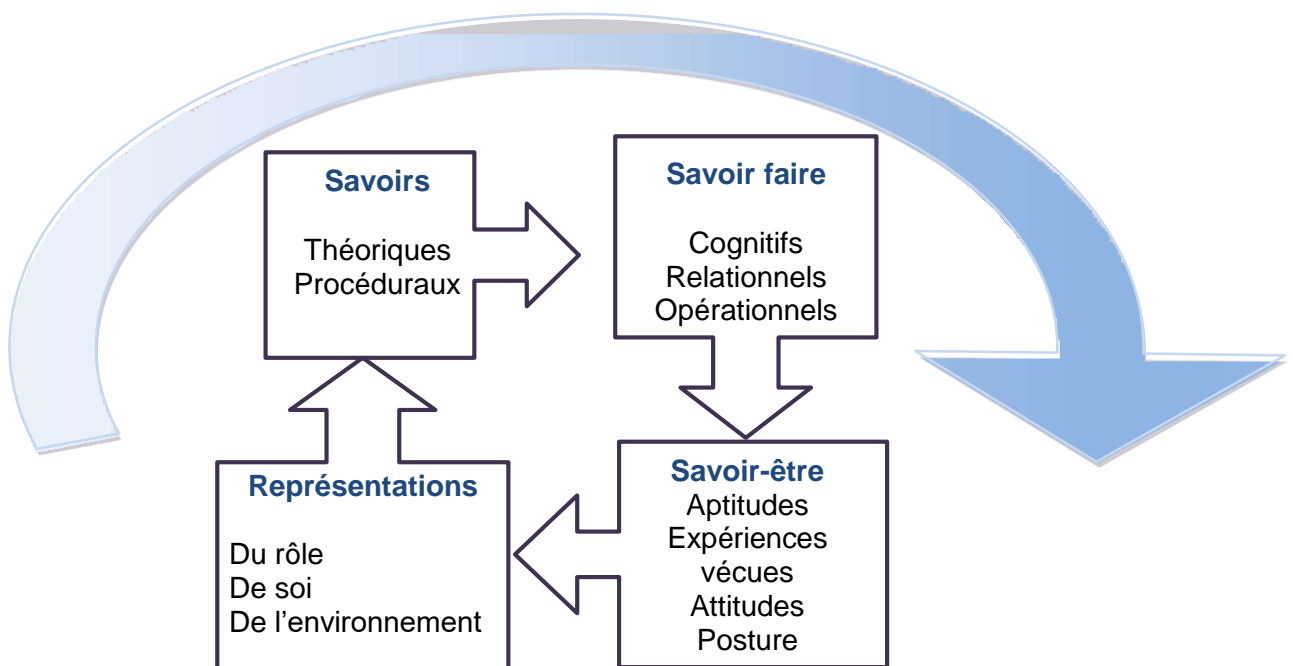 Savoirs
Théoriques
Procéduraux
Savoir faire
Cognitifs
Relationnels
Opérationnels
Représentations
Du rôle
De soi
De l'environnement
Savoir-être
Aptitudes
Expériences
vécues
Attitudes
Posture